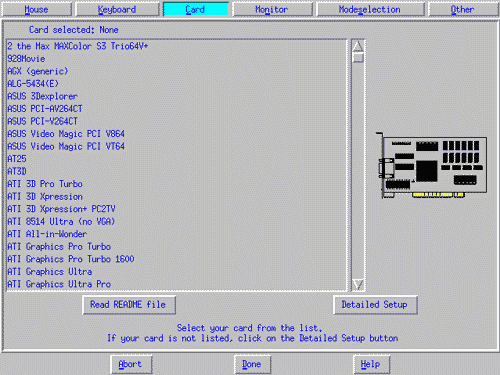 Mouse Keyboard Card Monitor Modeselection Other
Card selected: None
2 the Max MAXColor S3 Trio64V+
928Movie
AGX (generic)
ALG-5434(E)
ASUS 3Dexplorer
ASUS PCI-AV264CT
ASUS PCI-V264CT
ASUS Video Magic PCI V864
ASUS Video Magic PCI VT64
AT25
AT3D
ATI 3D Pro Turbo
ATI 3D Xpression
ATI 3D Xpression+ PC2TV
ATI 8514 Ultra (no VGA)
ATI All-in-Wonder
ATI Graphics Pro Turbo
ATI Graphics Pro Turbo 1600
ATI Graphics Ultra
ATI Graphics Ultra Pro
Read README file Detailed Setup
Select your card from the list.
If your card is not listed, click on the Detailed Setup button
Abort Done Help